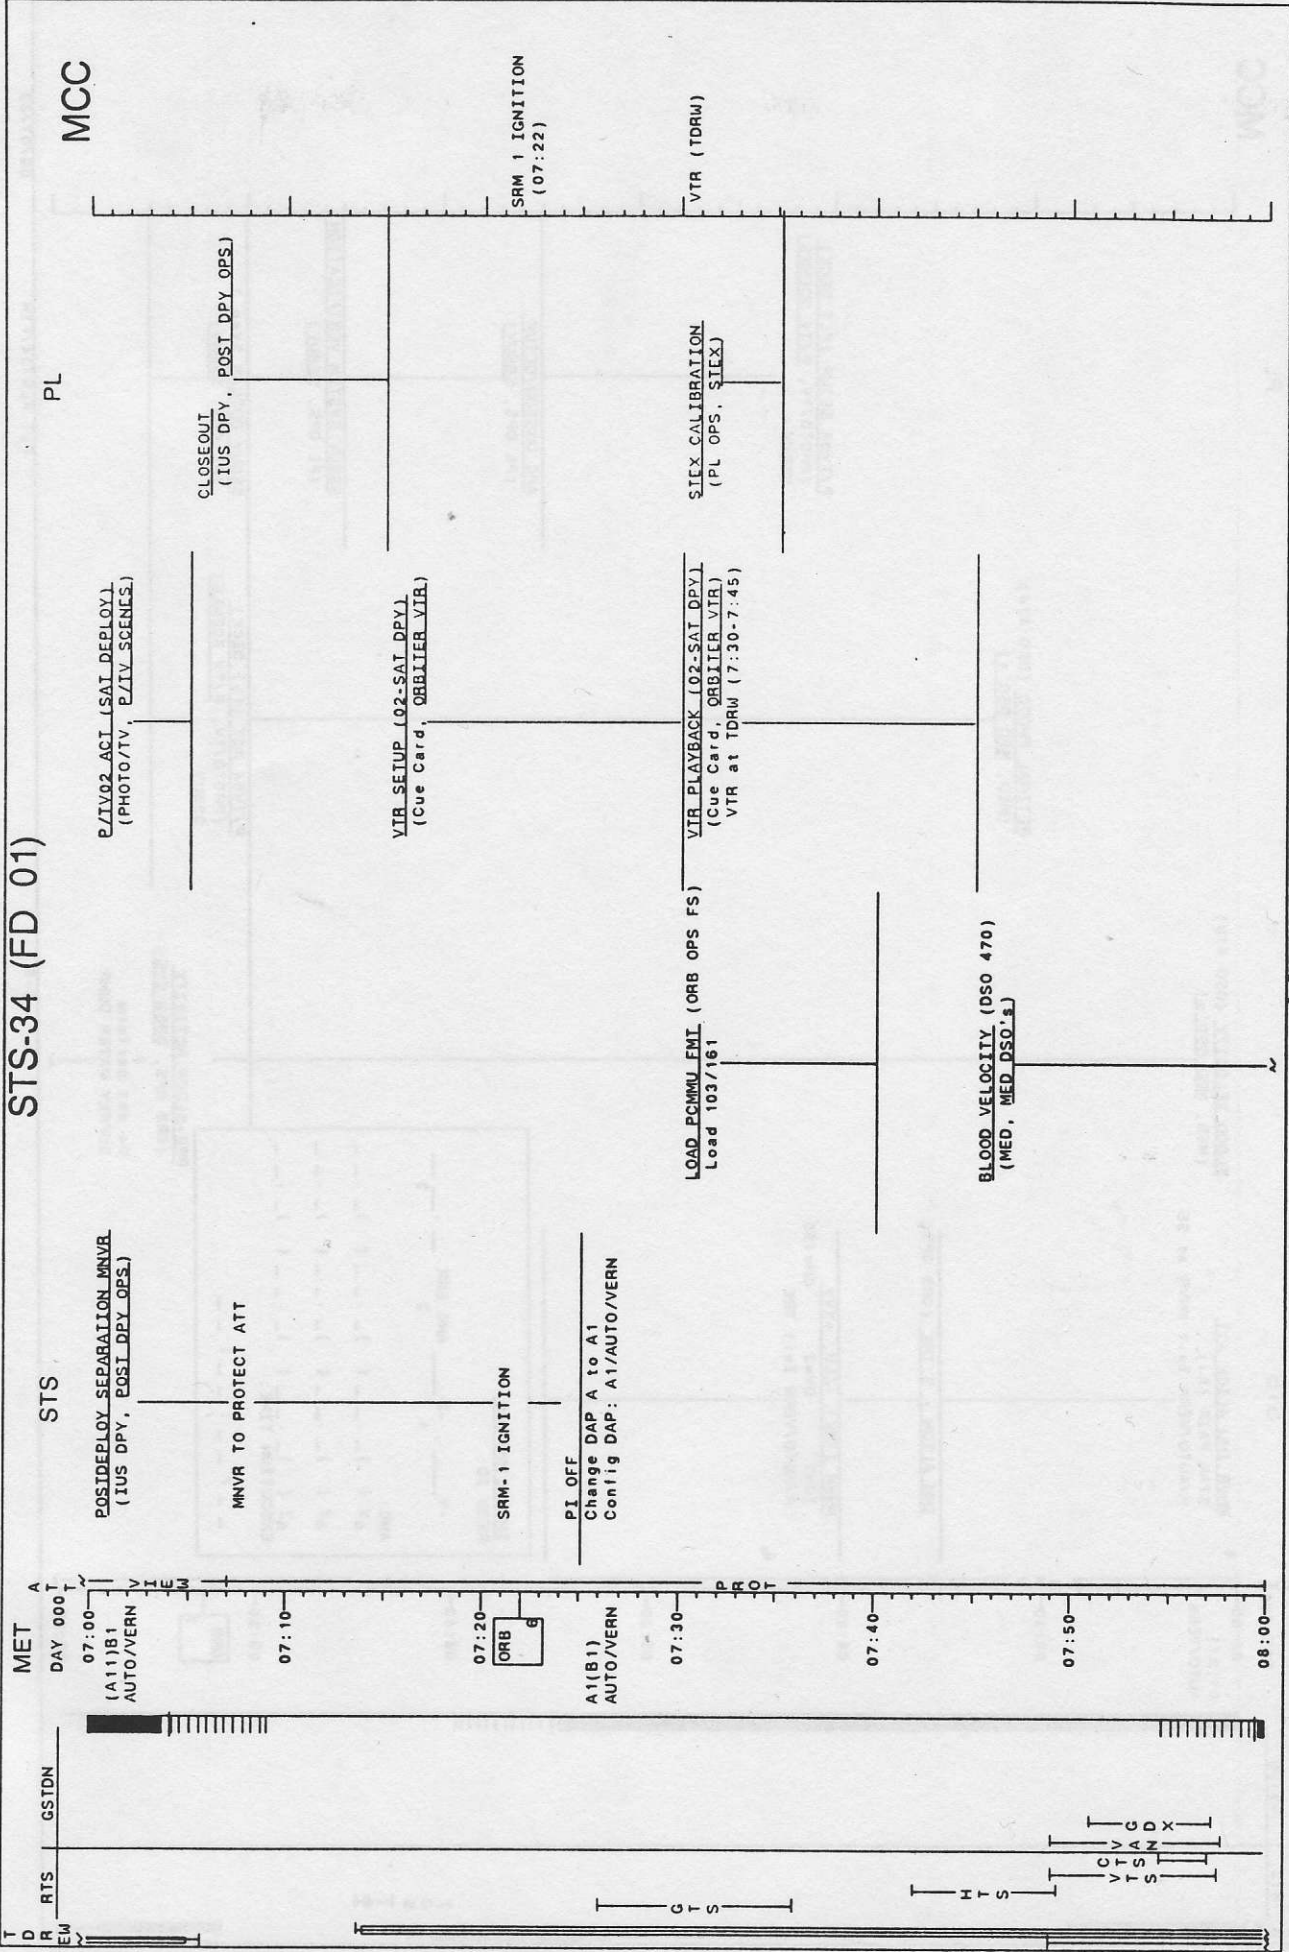 STS-34 (FD 01)
MET
STS
PL
MCC
DAY 000
ATT
TDR
EW
RTS
GSTDN
07:00
(A11)B1
AUTO/VERN
VIEW
07:10
07:20
ORB 6
A1(B1)
AUTO/VERN
07:30
PROT
07:40
07:50
08:00
GTS
HTS
VTS
CTS
VAN
GDX
POSTDEPLOY SEPARATION MNVR
(IUS DPY, POST DPY OPS)
MNVR TO PROTECT ATT
SRM-1 IGNITION
PI OFF
Change DAP A to A1
Config DAP: A1/AUTO/VERN
LOAD PCMMU FMT (ORB OPS FS)
Load 103/161
BLOOD VELOCITY (DSO 470)
(MED, MED DSO's)
P/TV02 ACT (SAT DEPLOY)
(PHOTO/TV, P/TV SCENES)
VTR SETUP (02-SAT DPY)
(Cue Card, ORBITER VTR)
VTR PLAYBACK (02-SAT DPY)
(Cue Card, ORBITER VTR)
VTR at TDRW (7:30-7:45)
CLOSEOUT
(IUS DPY, POST DPY OPS)
STEX CALIBRATION
(PL OPS, STEX)
SRM 1 IGNITION
(07:22)
VTR (TDRW)